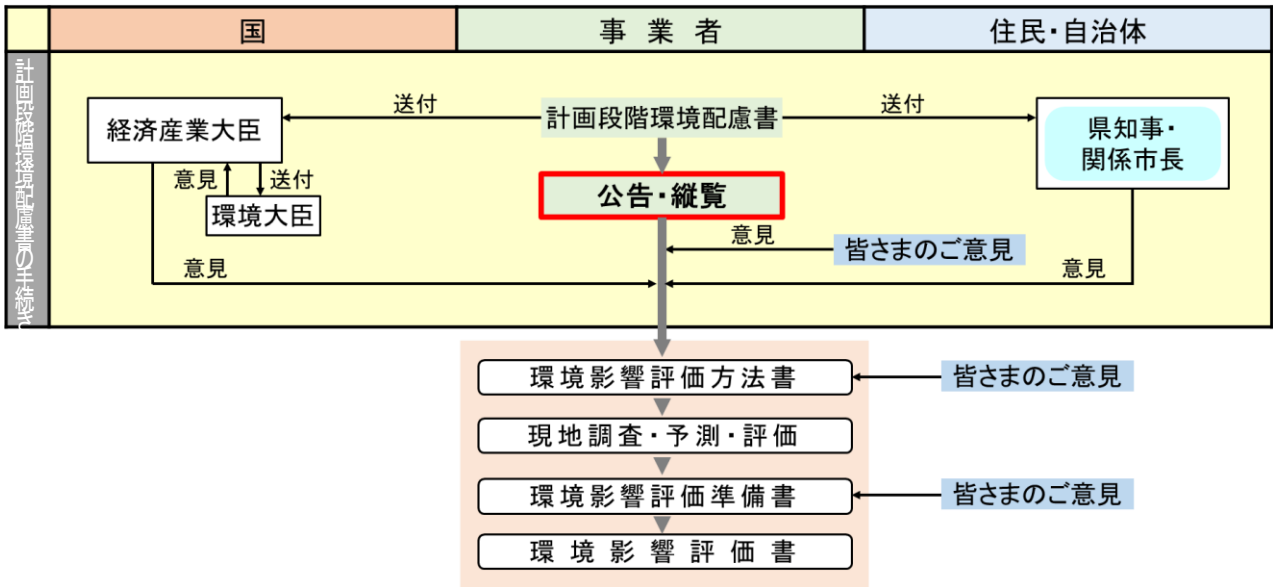 国
事業者
住民・自治体
計画段階環境配慮書の手続き
経済産業大臣
送付
計画段階環境配慮書
送付
県知事・
関係市長
意見
送付
環境大臣
公告・縦覧
意見
皆さまのご意見
意見
意見
環境影響評価方法書
皆さまのご意見
現地調査・予測・評価
環境影響評価準備書
皆さまのご意見
環境影響評価書